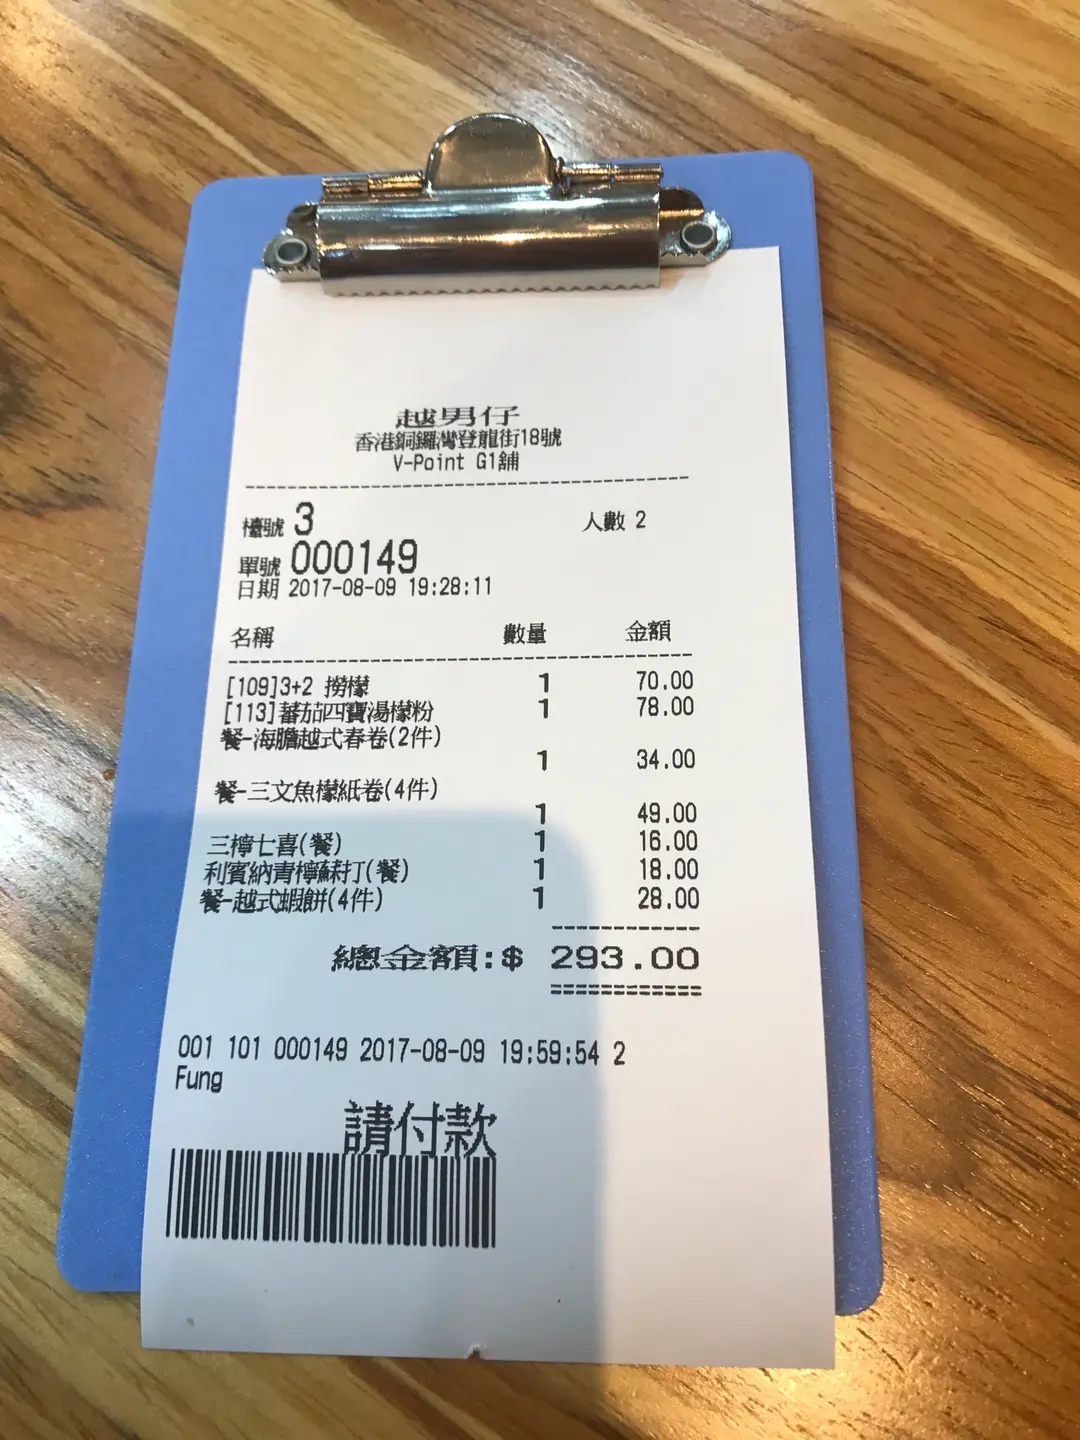 越男仔
香港銅鑼灣登龍街18號
V-Point G1舖
檯號 3 人數 2
單號 000149
日期 2017-08-09 19:28:11
名稱 數量 金額
[109]3+2 撈檬 1 70.00
[113]蕃茄四寶湯檬粉 1 78.00
餐-海膽越式春卷(2件)
1 34.00
餐-三文魚檬紙卷(4件)
1 49.00
三檸七喜(餐) 1 16.00
利賓納青檸蘇打(餐) 1 18.00
餐-越式蝦餅(4件) 1 28.00
總金額:$ 293.00
001 101 000149 2017-08-09 19:59:54 2
Fung
請付款